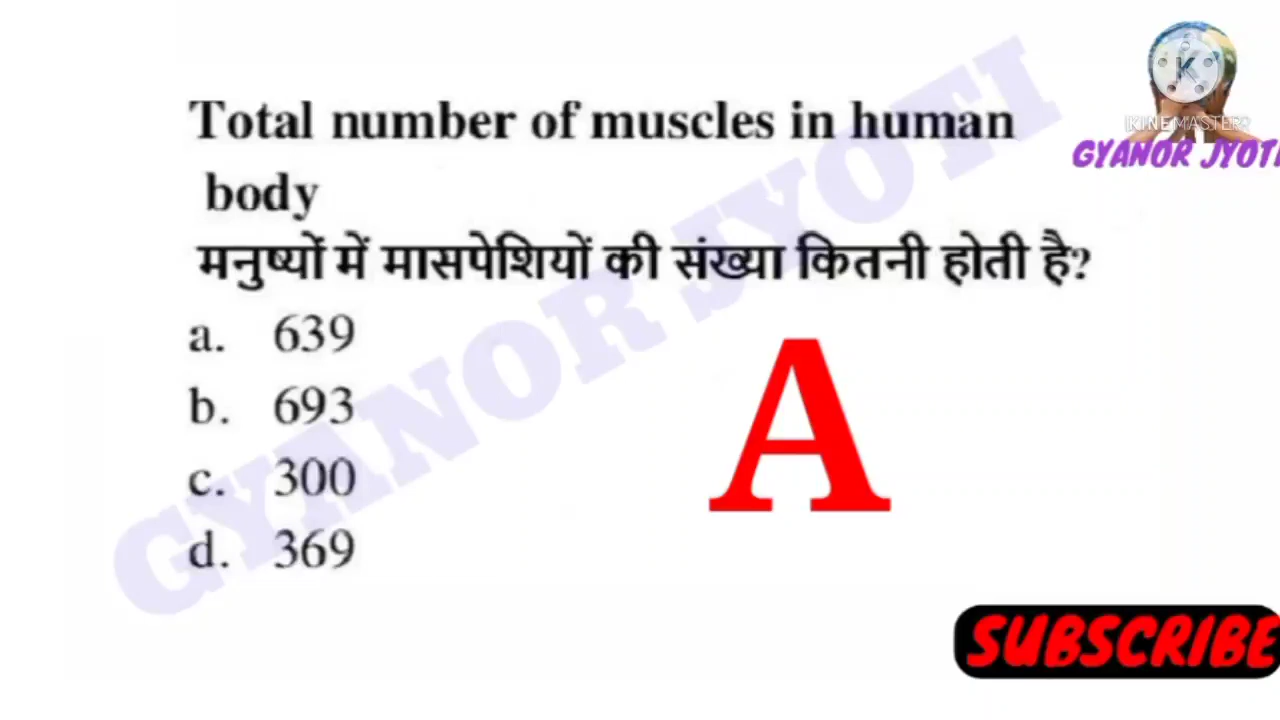 Total number of muscles in human
body
मनुष्यों में मासपेशियों की संख्या कितनी होती है?
a. 639
b. 693
c. 300
d. 369
A
GYANOR JYOTI
K
KINEMASTER
GYANOR JYOTI
SUBSCRIBE